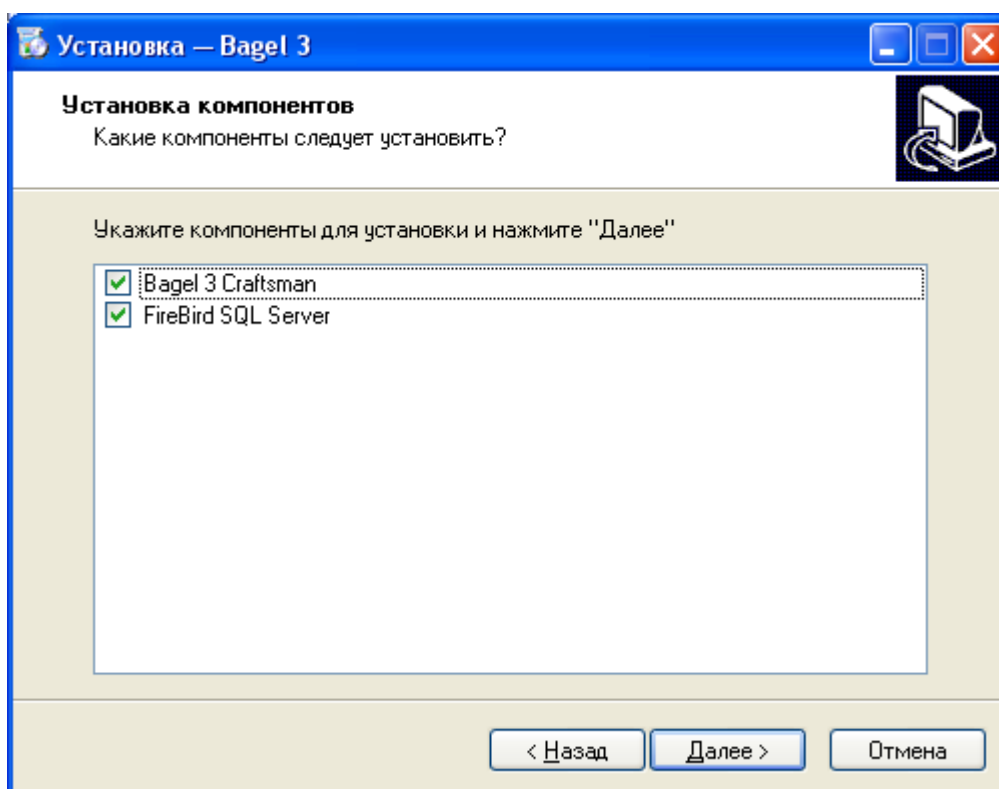 Установка — Bagel 3
Установка компонентов
Какие компоненты следует установить?
Укажите компоненты для установки и нажмите "Далее"
Bagel 3 Craftsman
FireBird SQL Server
< Назад
Далее >
Отмена